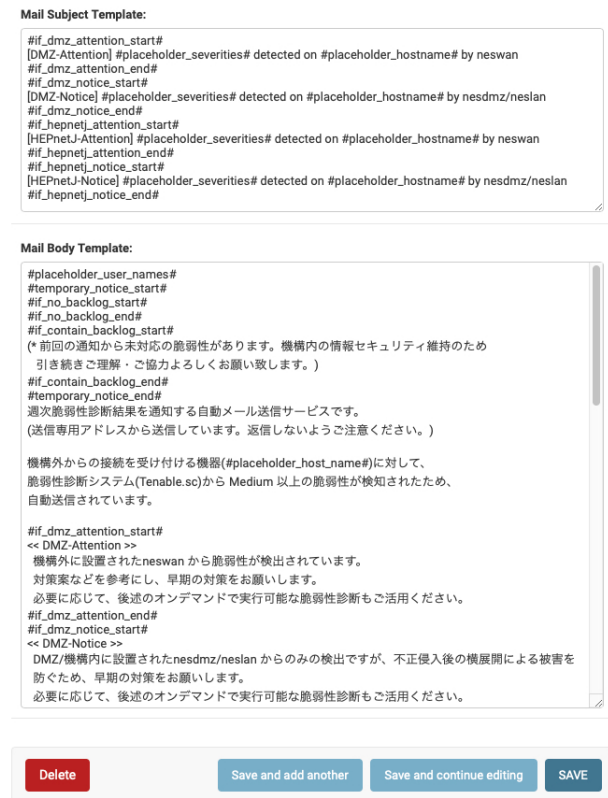 Mail Subject Template:
#if_dmz_attention_start#
[DMZ-Attention] #placeholder_severities# detected on #placeholder_hostname# by neswan
#if_dmz_attention_end#
#if_dmz_notice_start#
[DMZ-Notice] #placeholder_severities# detected on #placeholder_hostname# by nesdmz/neslan
#if_dmz_notice_end#
#if_hepnetj_attention_start#
[HEPnetJ-Attention] #placeholder_severities# detected on #placeholder_hostname# by neswan
#if_hepnetj_attention_end#
#if_hepnetj_notice_start#
[HEPnetJ-Notice] #placeholder_severities# detected on #placeholder_hostname# by nesdmz/neslan
#if_hepnetj_notice_end#
Mail Body Template:
#placeholder_user_names#
#temporary_notice_start#
#if_no_backlog_start#
#if_no_backlog_end#
#if_contain_backlog_start#
(* 前回の通知から未対応の脆弱性があります。機構内の情報セキュリティ維持のため
引き続きご理解・ご協力よろしくお願い致します。)
#if_contain_backlog_end#
#temporary_notice_end#
週次脆弱性診断結果を通知する自動メール送信サービスです。
(送信専用アドレスから送信しています。返信しないようご注意ください。)
機構外からの接続を受け付ける機器(#placeholder_host_name#)に対して、
脆弱性診断システム(Tenable.sc)から Medium 以上の脆弱性が検知されたため、
自動送信されています。
#if_dmz_attention_start#
<< DMZ-Attention >>
機構外に設置されたneswan から脆弱性が検出されています。
対策案などを参考にし、早期の対策をお願いします。
必要に応じて、後述のオンデマンドで実行可能な脆弱性診断もご活用ください。
#if_dmz_attention_end#
#if_dmz_notice_start#
<< DMZ-Notice >>
DMZ/機構内に設置されたnesdmz/neslan からのみの検出ですが、不正侵入後の横展開による被害を
防ぐため、早期の対策をお願いします。
必要に応じて、後述のオンデマンドで実行可能な脆弱性診断もご活用ください。
Delete
Save and add another
Save and continue editing
SAVE